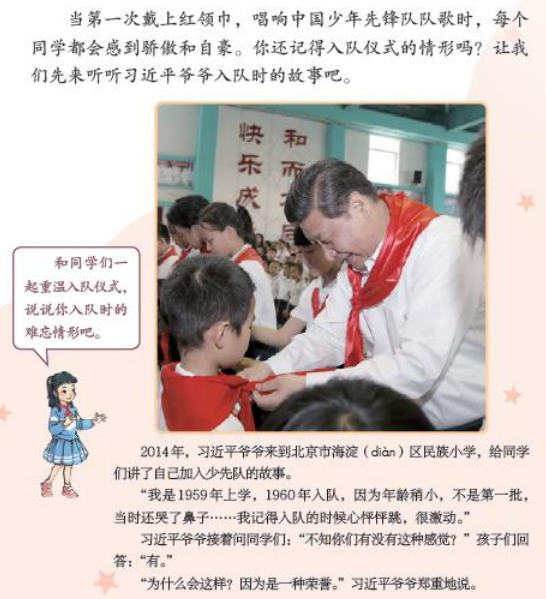 当第一次戴上红领巾，唱响中国少年先锋队队歌时，每个
同学都会感到骄傲和自豪。你还记得入队仪式的情形吗？让我
们先来听听习近平爷爷入队时的故事吧。
快乐成
和而
和同学们一
起重温入队仪式，
说说你入队时的
难忘情形吧。
2014年，习近平爷爷来到北京市海淀（diàn）区民族小学，给同学
们讲了自己加入少先队的故事。
“我是1959年上学，1960年入队，因为年龄稍小，不是第一批，
当时还哭了鼻子……我记得入队的时候心怦怦跳，很激动。”
习近平爷爷接着问同学们：“不知你们有没有这种感觉？”孩子们回
答：“有。”
“为什么会这样？因为是一种荣誉。”习近平爷爷郑重地说。